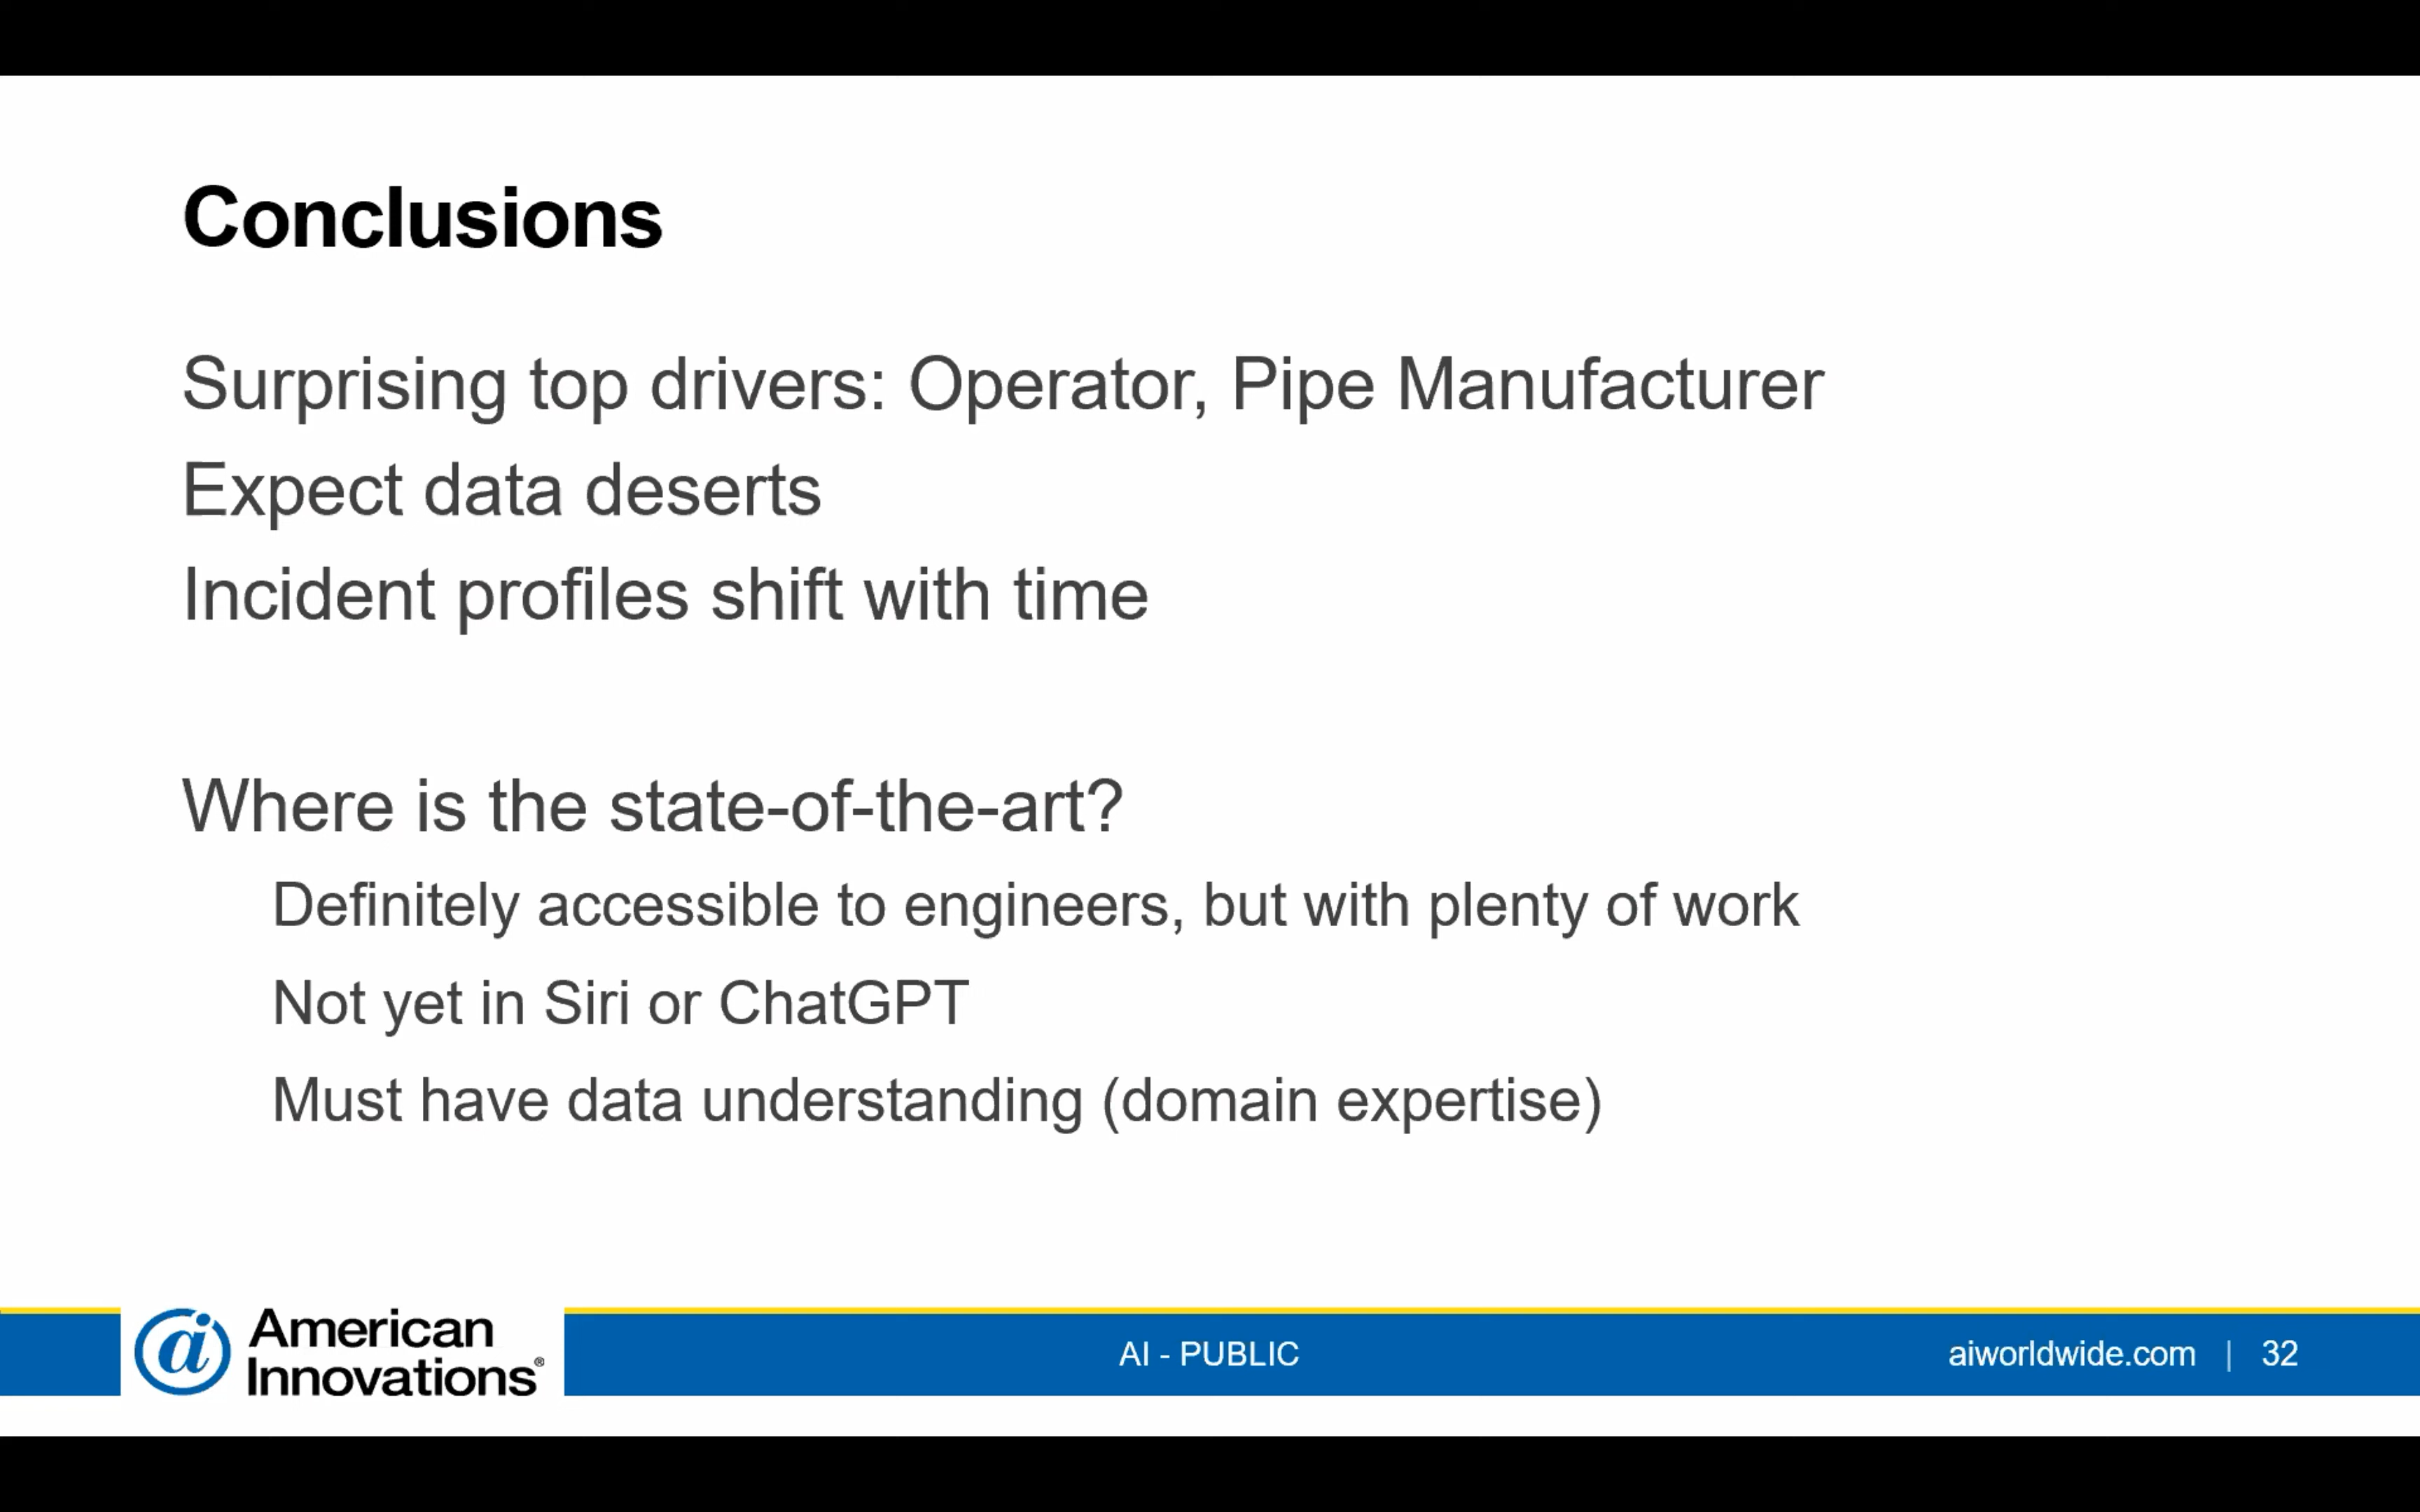 Conclusions
Surprising top drivers: Operator, Pipe Manufacturer
Expect data deserts
Incident profiles shift with time
Where is the state-of-the-art?
Definitely accessible to engineers, but with plenty of work
Not yet in Siri or ChatGPT
Must have data understanding (domain expertise)
American
Innovations®
AI - PUBLIC
aiworldwide.com | 32